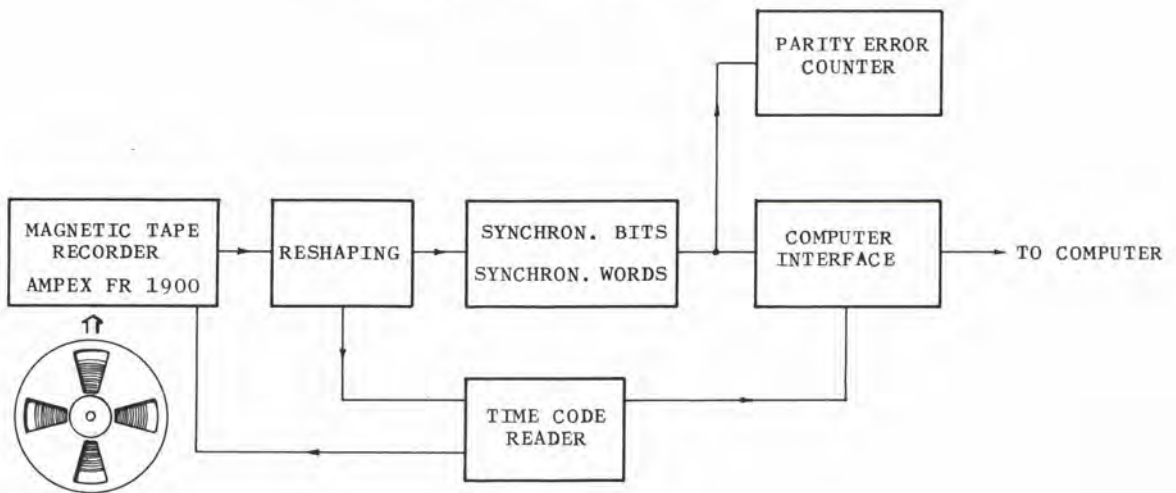 PARITY ERROR
COUNTER
MAGNETIC TAPE
RECORDER
AMPEX FR 1900
RESHAPING
SYNCHRON. BITS
SYNCHRON. WORDS
COMPUTER
INTERFACE
TO COMPUTER
TIME CODE
READER